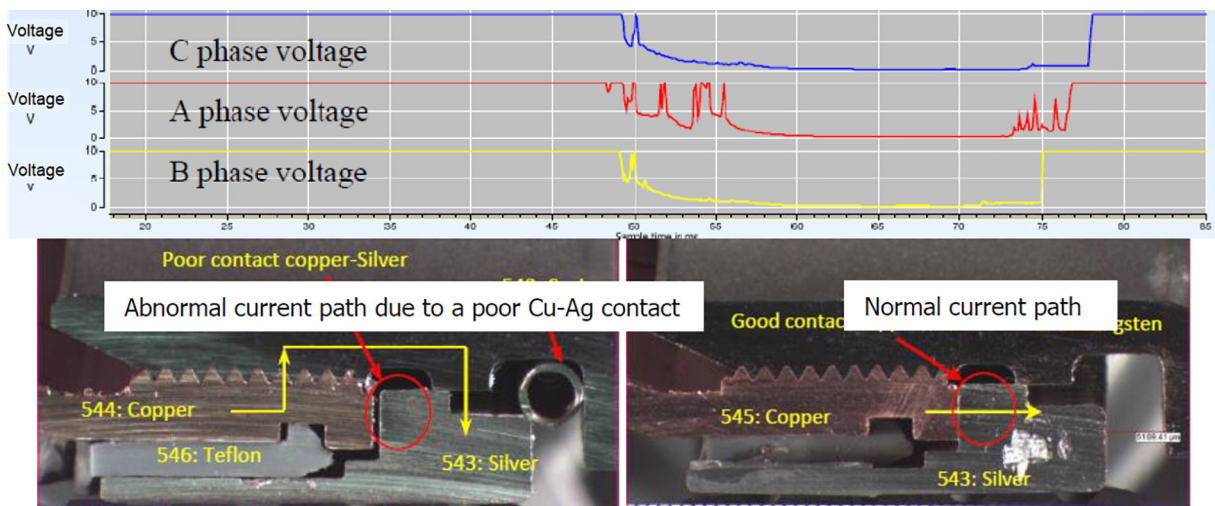 Voltage
V
10
5
0
C phase voltage
Voltage
V
10
5
0
A phase voltage
Voltage
V
10
5
0
B phase voltage
20 25 30 35 40 45 50 55 60 65 70 75 80 85
Sample time in ms
Poor contact copper-Silver
Abnormal current path due to a poor Cu-Ag contact
544: Copper
546: Teflon
543: Silver
Normal current path
Good contact
545: Copper
543: Silver